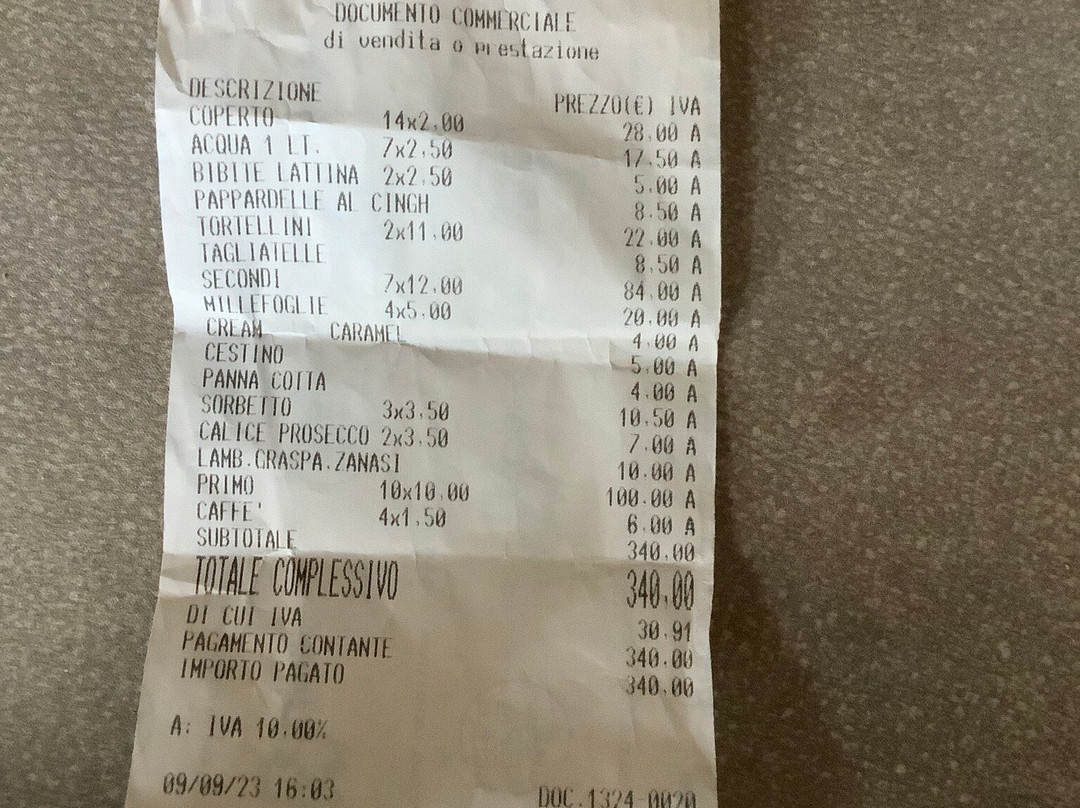 DOCUMENTO COMMERCIALE
di vendita o prestazione
DESCRIZIONE PREZZO(€) IVA
COPERTO 14x2,00 28,00 A
ACQUA 1 LT. 7x2,50 17,50 A
BIBITE LATTINA 2x2,50 5,00 A
PAPPARDELLE AL CINGH 8,50 A
TORTELLINI 2x11,00 22,00 A
TAGLIATELLE 8,50 A
SECONDI 7x12,00 84,00 A
MILLEFOGLIE 4x5,00 20,00 A
CREAM CARAMEL 4,00 A
CESTINO 5,00 A
PANNA COTTA 4,00 A
SORBETTO 3x3,50 10,50 A
CALICE PROSECCO 2x3,50 7,00 A
LAMB.GRASPA.ZANASI 10,00 A
PRIMO 10x10,00 100,00 A
CAFFE' 4x1,50 6,00 A
SUBTOTALE 340,00
TOTALE COMPLESSIVO 340,00
DI CUI IVA 30,91
PAGAMENTO CONTANTE 340,00
IMPORTO PAGATO 340,00
A: IVA 10,00%
09/09/23 16:03 DOC.1324-0020